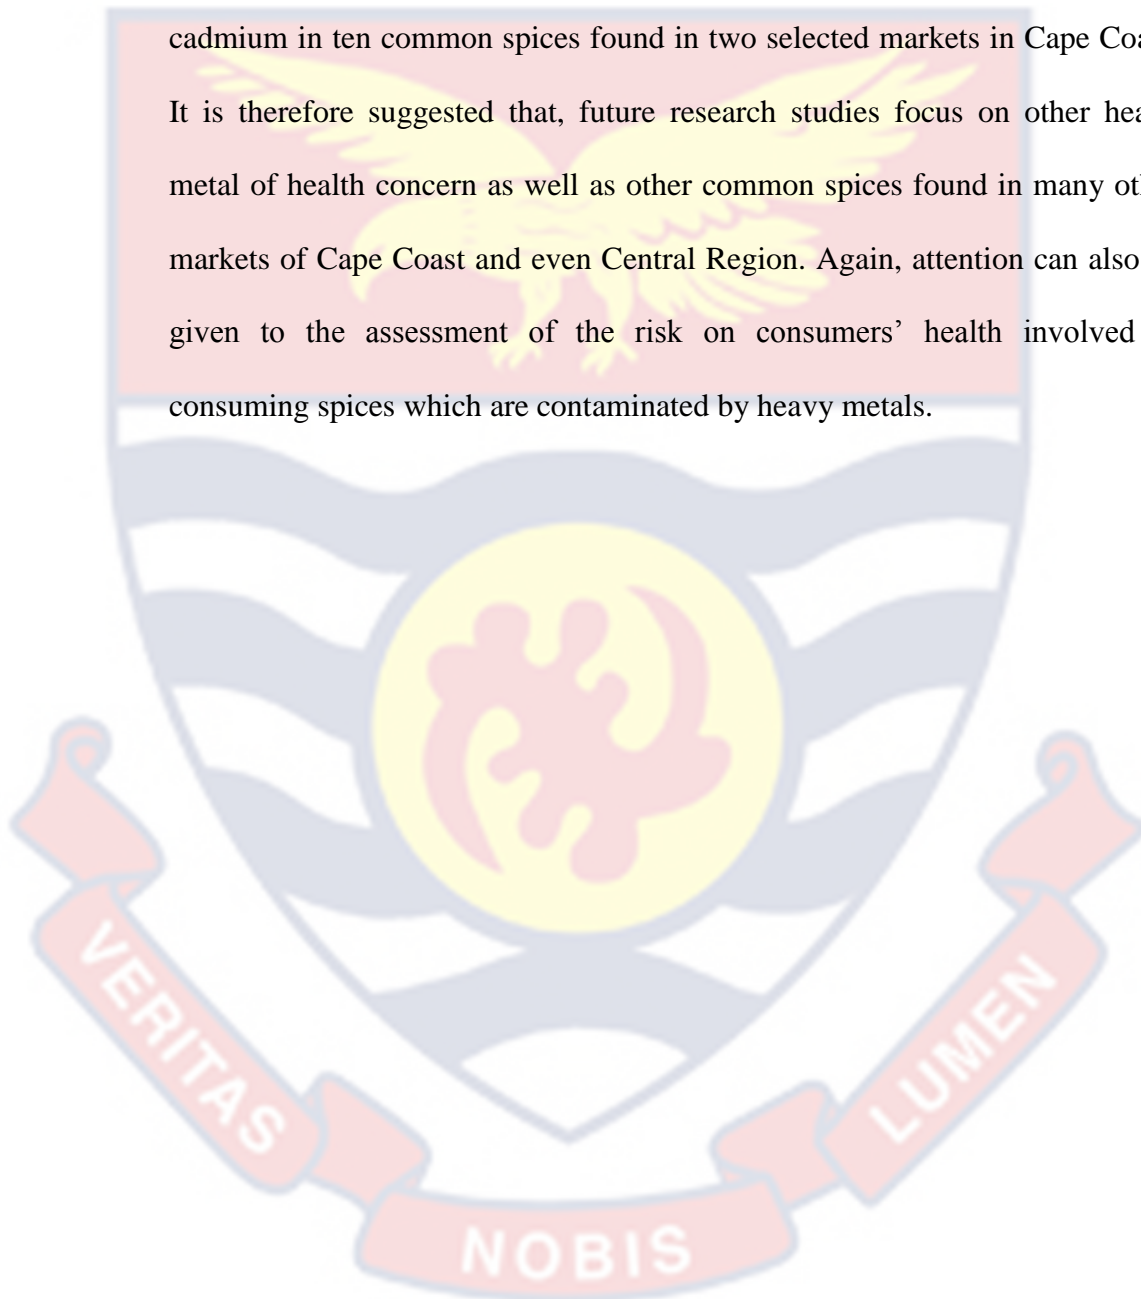 cadmium in ten common spices found in two selected markets in Cape Coa
It is therefore suggested that, future research studies focus on other hea
metal of health concern as well as other common spices found in many oth
markets of Cape Coast and even Central Region. Again, attention can also
given to the assessment of the risk on consumers’ health involved
consuming spices which are contaminated by heavy metals.
VERITAS
NOBIS
LUMEN